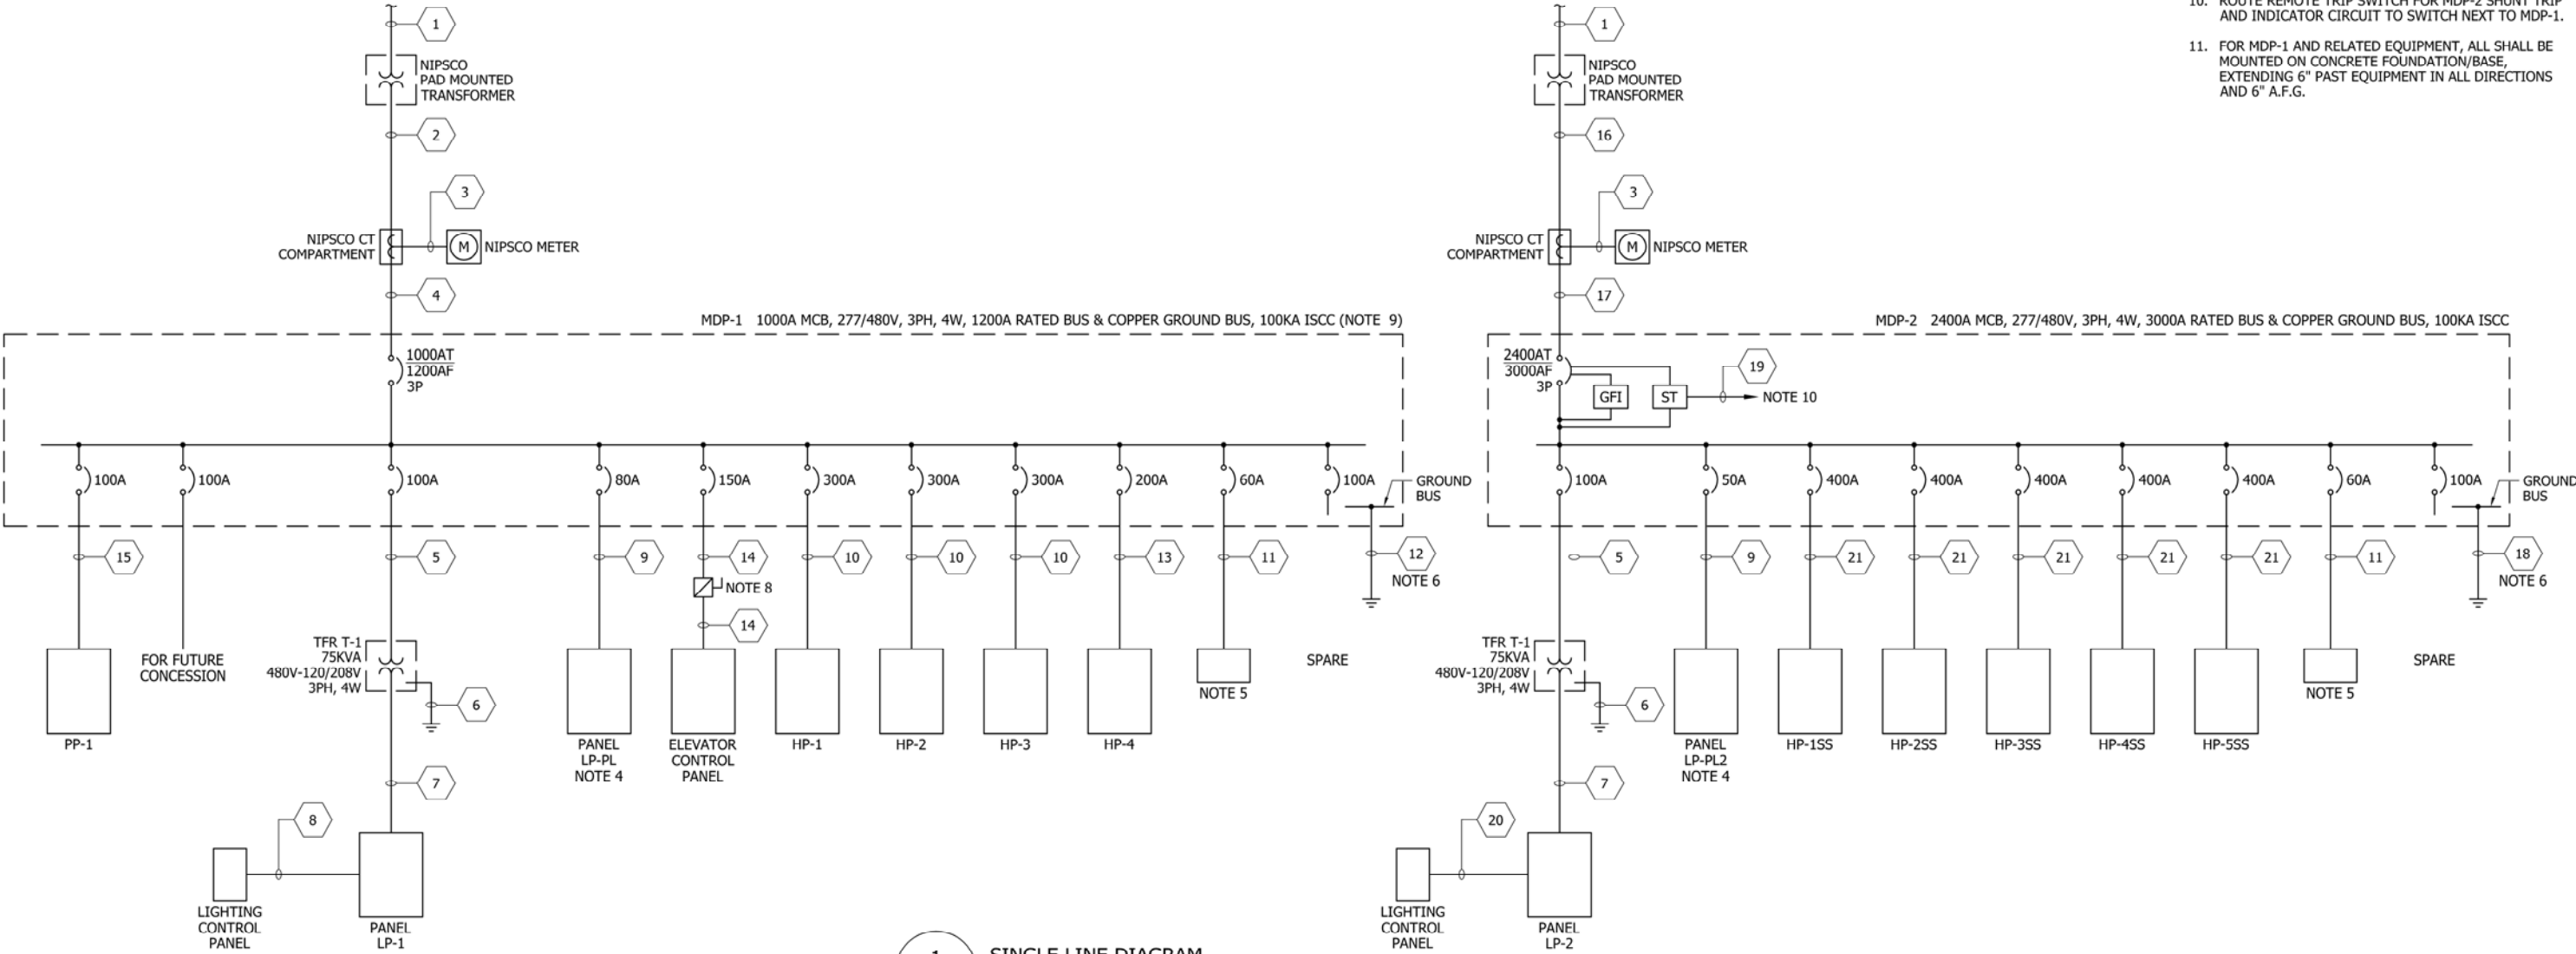 1
NIPSCO
PAD MOUNTED
TRANSFORMER
2
3
NIPSCO CT
COMPARTMENT
M
NIPSCO METER
4
MDP-1 1000A MCB, 277/480V, 3PH, 4W, 1200A RATED BUS & COPPER GROUND BUS, 100KA ISCC (NOTE 9)
1000AT
1200AF
3P
100A
100A
100A
80A
150A
300A
300A
300A
200A
60A
100A
GROUND
BUS
15
5
9
14
10
10
10
13
11
12
NOTE 6
NOTE 8
14
PP-1
FOR FUTURE
CONCESSION
TFR T-1
75KVA
480V-120/208V
3PH, 4W
6
7
8
LIGHTING
CONTROL
PANEL
PANEL
LP-1
PANEL
LP-PL
NOTE 4
ELEVATOR
CONTROL
PANEL
HP-1
HP-2
HP-3
HP-4
NOTE 5
SPARE
1
NIPSCO
PAD MOUNTED
TRANSFORMER
16
3
NIPSCO CT
COMPARTMENT
M
NIPSCO METER
17
MDP-2 2400A MCB, 277/480V, 3PH, 4W, 3000A RATED BUS & COPPER GROUND BUS, 100KA ISCC
2400AT
3000AF
3P
GFI
ST
19
NOTE 10
100A
50A
400A
400A
400A
400A
400A
60A
100A
GROUND
BUS
5
9
21
21
21
21
21
11
18
NOTE 6
TFR T-1
75KVA
480V-120/208V
3PH, 4W
6
7
20
LIGHTING
CONTROL
PANEL
PANEL
LP-2
PANEL
LP-PL2
NOTE 4
HP-1SS
HP-2SS
HP-3SS
HP-4SS
HP-5SS
NOTE 5
SPARE
10. ROUTE REMOTE TRIP SWITCH FOR MDP-2 SHUNT TRIP
AND INDICATOR CIRCUIT TO SWITCH NEXT TO MDP-1.
11. FOR MDP-1 AND RELATED EQUIPMENT, ALL SHALL BE
MOUNTED ON CONCRETE FOUNDATION/BASE,
EXTENDING 6" PAST EQUIPMENT IN ALL DIRECTIONS
AND 6" A.F.G.
1
SINGLE LINE DIAGRAM